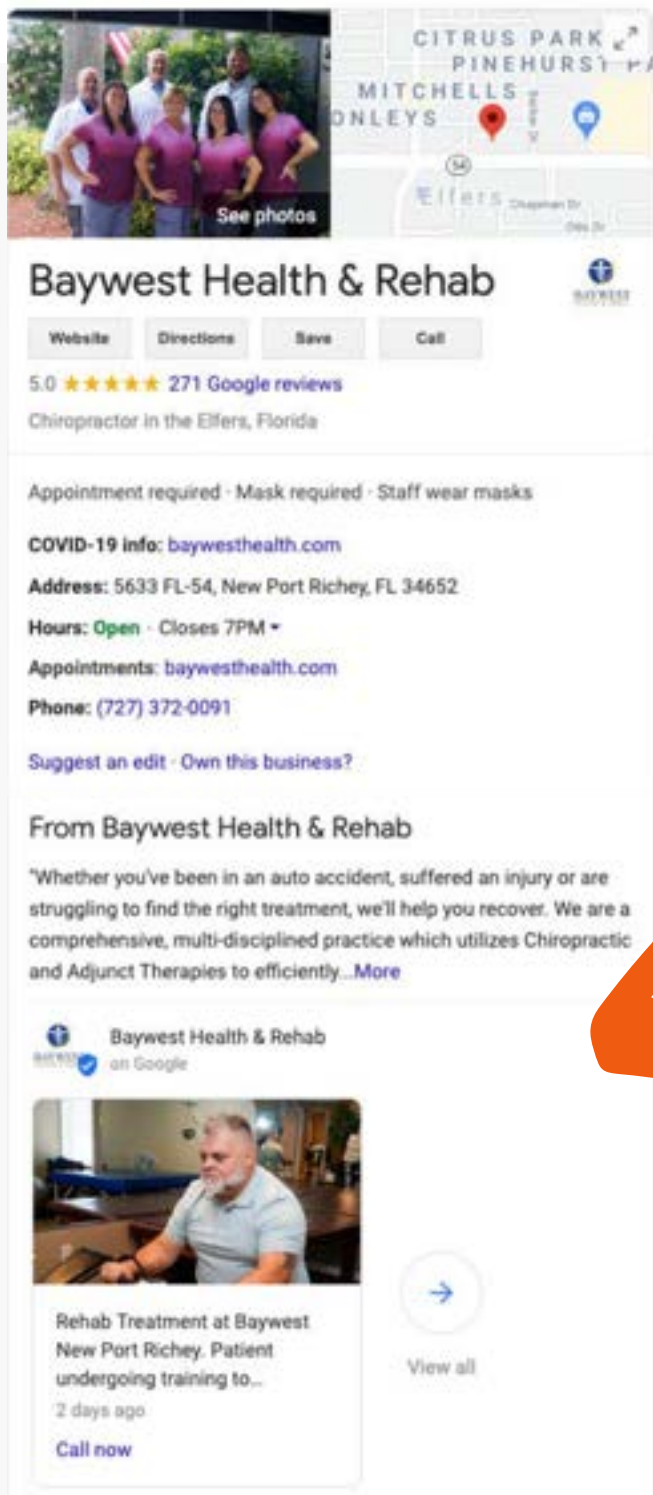 CITRUS PARK
PINEHURST PA
MITCHELLS
ONLEYS
54
Elfers
Chapman Dr
See photos
Baywest Health & Rehab
BAYWEST
Website Directions Save Call
5.0 ★★★★★ 271 Google reviews
Chiropractor in the Elfers, Florida
Appointment required · Mask required · Staff wear masks
COVID-19 info: baywesthealth.com
Address: 5633 FL-54, New Port Richey, FL 34652
Hours: Open · Closes 7PM
Appointments: baywesthealth.com
Phone: (727) 372-0091
Suggest an edit · Own this business?
From Baywest Health & Rehab
"Whether you've been in an auto accident, suffered an injury or are
struggling to find the right treatment, we'll help you recover. We are a
comprehensive, multi-disciplined practice which utilizes Chiropractic
and Adjunct Therapies to efficiently...More
Baywest Health & Rehab
BAYWEST
on Google
Rehab Treatment at Baywest
New Port Richey. Patient
undergoing training to...
2 days ago
Call now
View all